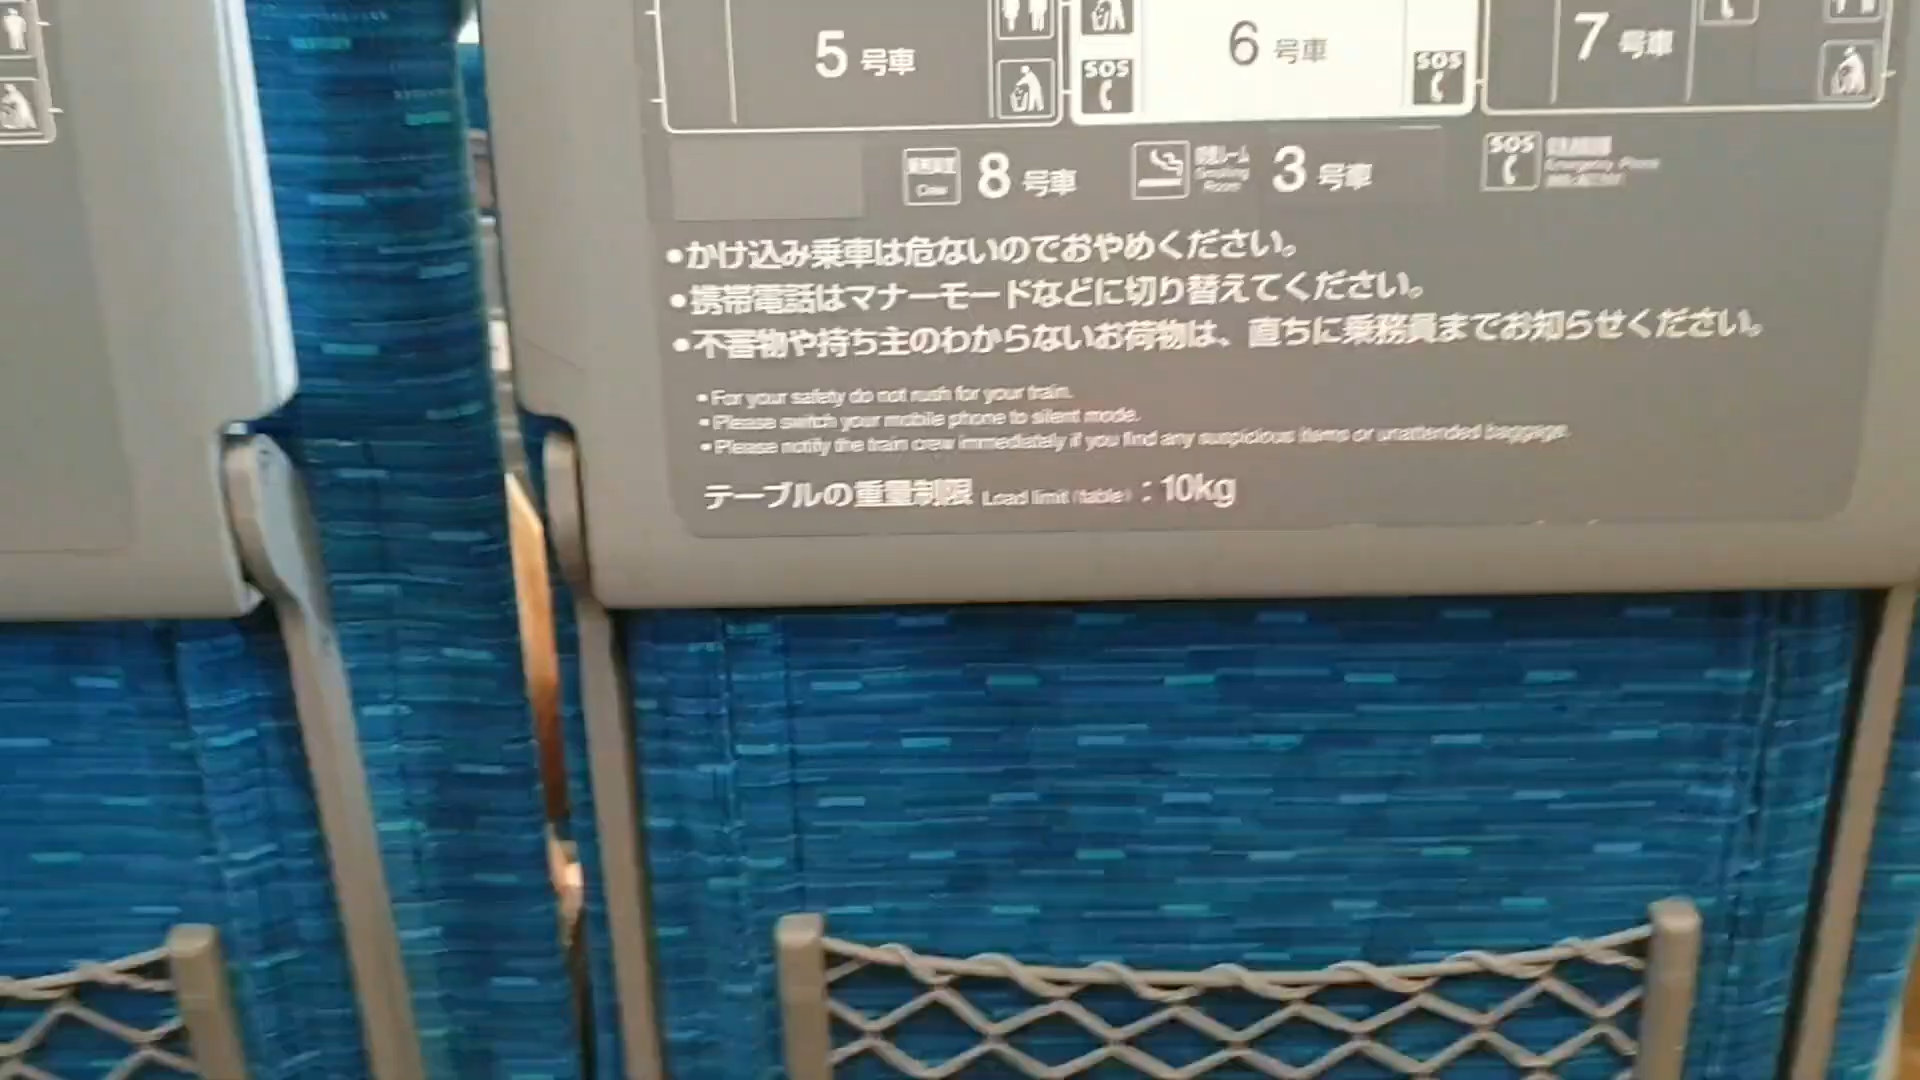 5 号車
SOS
6 号車
SOS
7 号車
8 号車
Smoking Room
3 号車
SOS
Emergency Phone
•かけ込み乗車は危ないのでおやめください。
•携帯電話はマナーモードなどに切り替えてください。
•不審物や持ち主のわからないお荷物は、直ちに乗務員までお知らせください。
• For your safety do not rush for your train.
• Please switch your mobile phone to silent mode.
• Please notify the train crew immediately if you find any suspicious items or unattended baggage.
テーブルの重量制限 Load limit (table) : 10kg